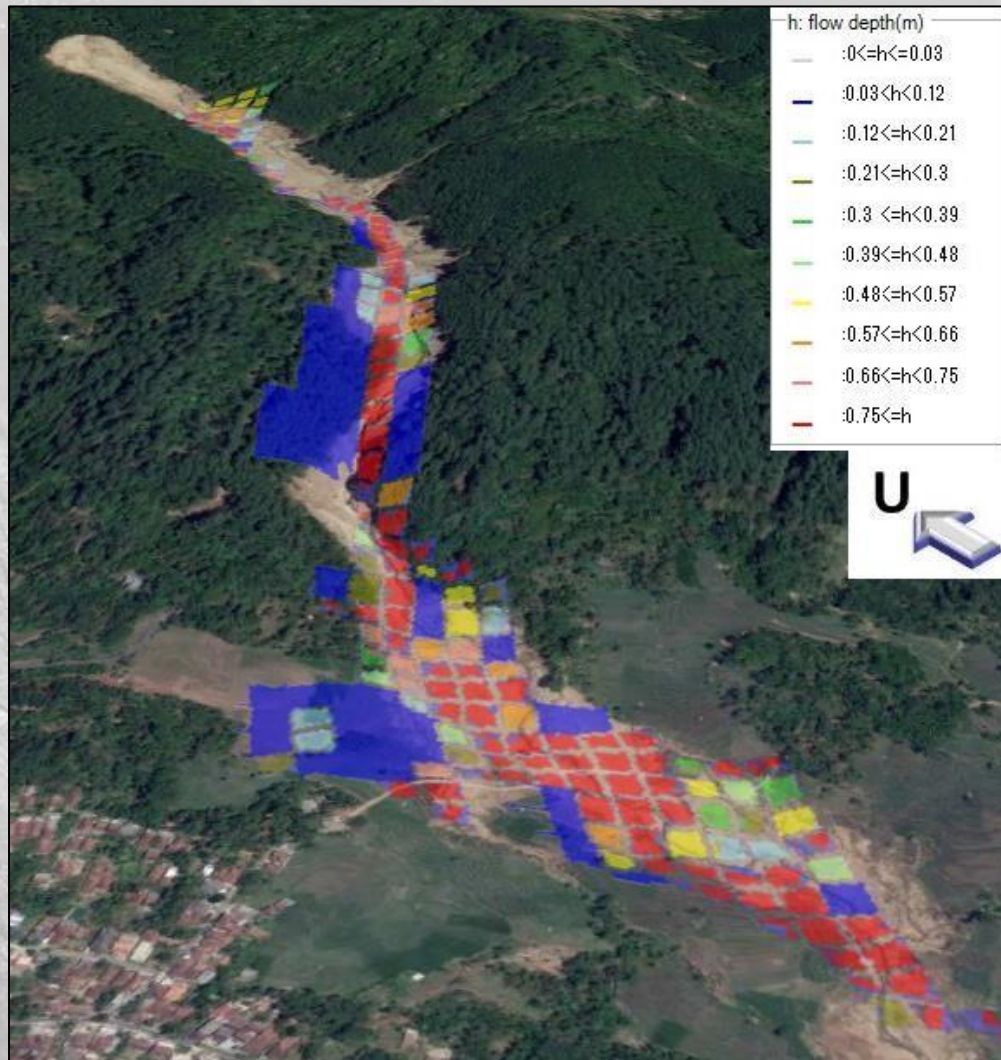 h: flow depth(m)
:0<=h<=0.03
:0.03<h<0.12
:0.12<=h<0.21
:0.21<=h<0.3
:0.3 <=h<0.39
:0.39<=h<0.48
:0.48<=h<0.57
:0.57<=h<0.66
:0.66<=h<0.75
:0.75<=h
U